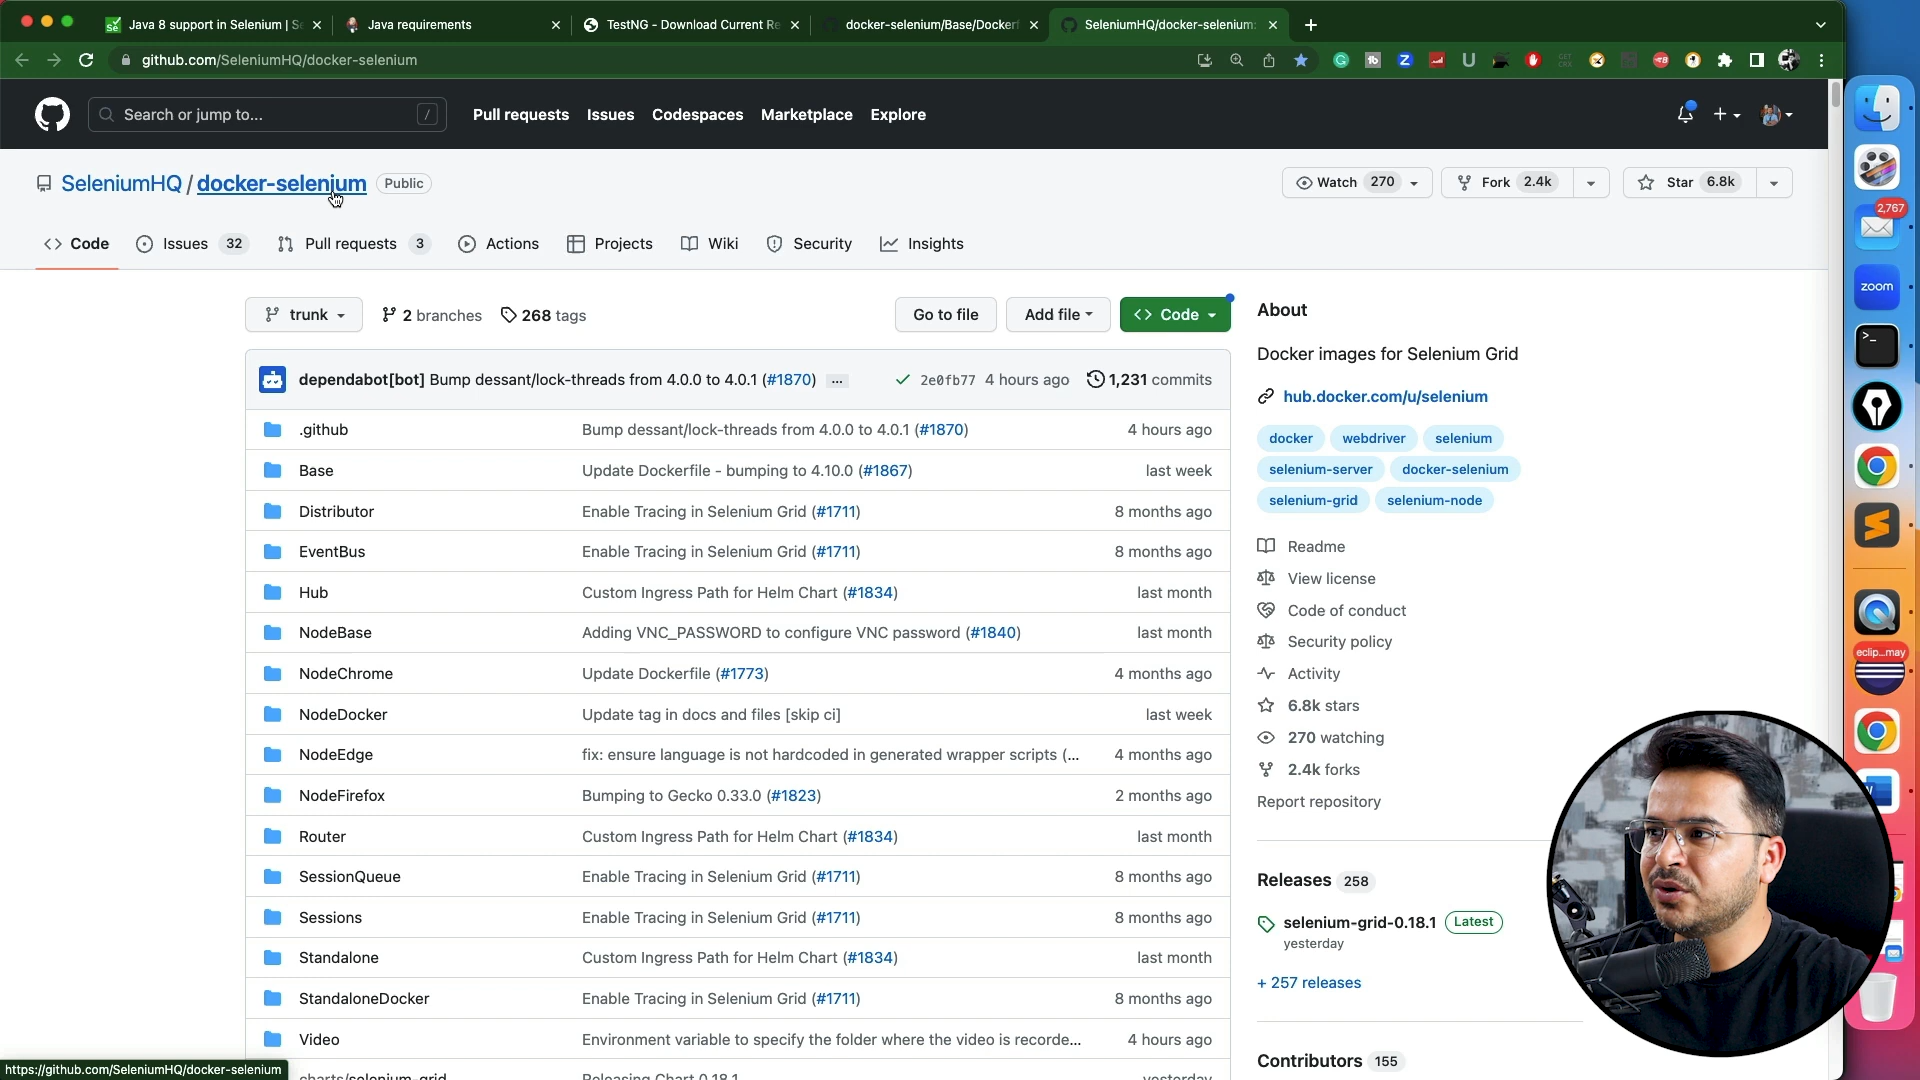 Java 8 support in Selenium | Se
Java requirements
TestNG - Download Current Re
docker-selenium/Base/Dockerf
SeleniumHQ/docker-selenium:
github.com/SeleniumHQ/docker-selenium
Search or jump to...
/
Pull requests
Issues
Codespaces
Marketplace
Explore
SeleniumHQ / docker-selenium
Public
Watch 270
Fork 2.4k
Star 6.8k
Code
Issues 32
Pull requests 3
Actions
Projects
Wiki
Security
Insights
trunk
2 branches
268 tags
Go to file
Add file
Code
dependabot[bot] Bump dessant/lock-threads from 4.0.0 to 4.0.1 (#1870) ...
2e0fb77 4 hours ago
1,231 commits
.github Bump dessant/lock-threads from 4.0.0 to 4.0.1 (#1870) 4 hours ago
Base Update Dockerfile - bumping to 4.10.0 (#1867) last week
Distributor Enable Tracing in Selenium Grid (#1711) 8 months ago
EventBus Enable Tracing in Selenium Grid (#1711) 8 months ago
Hub Custom Ingress Path for Helm Chart (#1834) last month
NodeBase Adding VNC_PASSWORD to configure VNC password (#1840) last month
NodeChrome Update Dockerfile (#1773) 4 months ago
NodeDocker Update tag in docs and files [skip ci] last week
NodeEdge fix: ensure language is not hardcoded in generated wrapper scripts (... 4 months ago
NodeFirefox Bumping to Gecko 0.33.0 (#1823) 2 months ago
Router Custom Ingress Path for Helm Chart (#1834) last month
SessionQueue Enable Tracing in Selenium Grid (#1711) 8 months ago
Sessions Enable Tracing in Selenium Grid (#1711) 8 months ago
Standalone Custom Ingress Path for Helm Chart (#1834) last month
StandaloneDocker Enable Tracing in Selenium Grid (#1711) 8 months ago
Video Environment variable to specify the folder where the video is recorde... 4 hours ago
charts/selenium-grid Releasing Chart 0.18.1 yesterday
About
Docker images for Selenium Grid
hub.docker.com/u/selenium
docker webdriver selenium
selenium-server docker-selenium
selenium-grid selenium-node
Readme
View license
Code of conduct
Security policy
Activity
6.8k stars
270 watching
2.4k forks
Report repository
Releases 258
selenium-grid-0.18.1 Latest
yesterday
+ 257 releases
Contributors 155
https://github.com/SeleniumHQ/docker-selenium
2,767
zoom
eclip...may